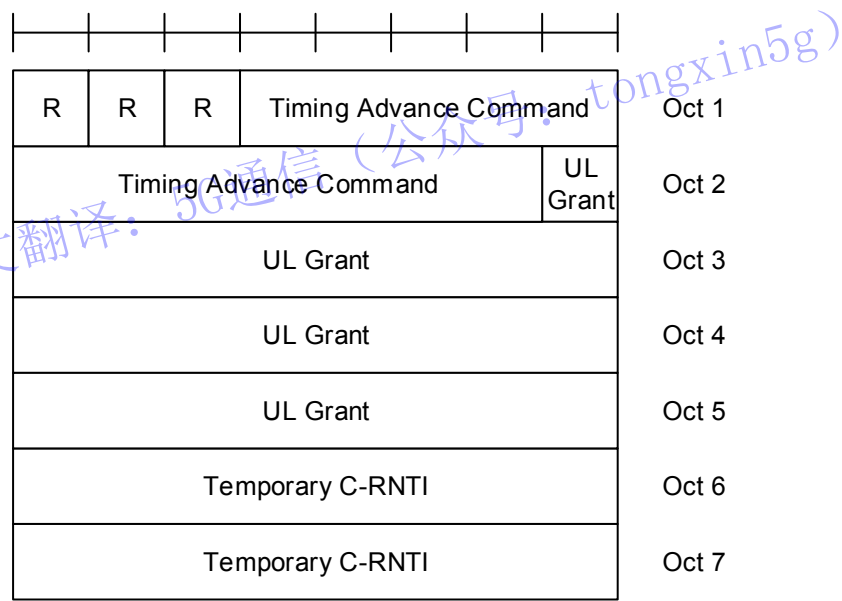 R R R Timing Advance Command Oct 1
Timing Advance Command UL Grant Oct 2
UL Grant Oct 3
UL Grant Oct 4
UL Grant Oct 5
Temporary C-RNTI Oct 6
Temporary C-RNTI Oct 7
文翻译：5G通信（公众号：tongxin5g）